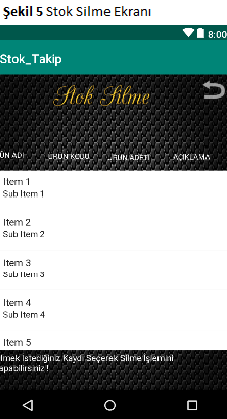 Şekil 5 Stok Silme Ekranı
8:00
Stok_Takip
Stok Silme
ÜN ADI ÜRÜN KODU ÜRÜN ADETİ AÇIKLAMA
Item 1
Sub Item 1
Item 2
Sub Item 2
Item 3
Sub Item 3
Item 4
Sub Item 4
Item 5
lmek İstediğiniz Kaydı Seçerek Silme İşlemini
apabilirsiniz !